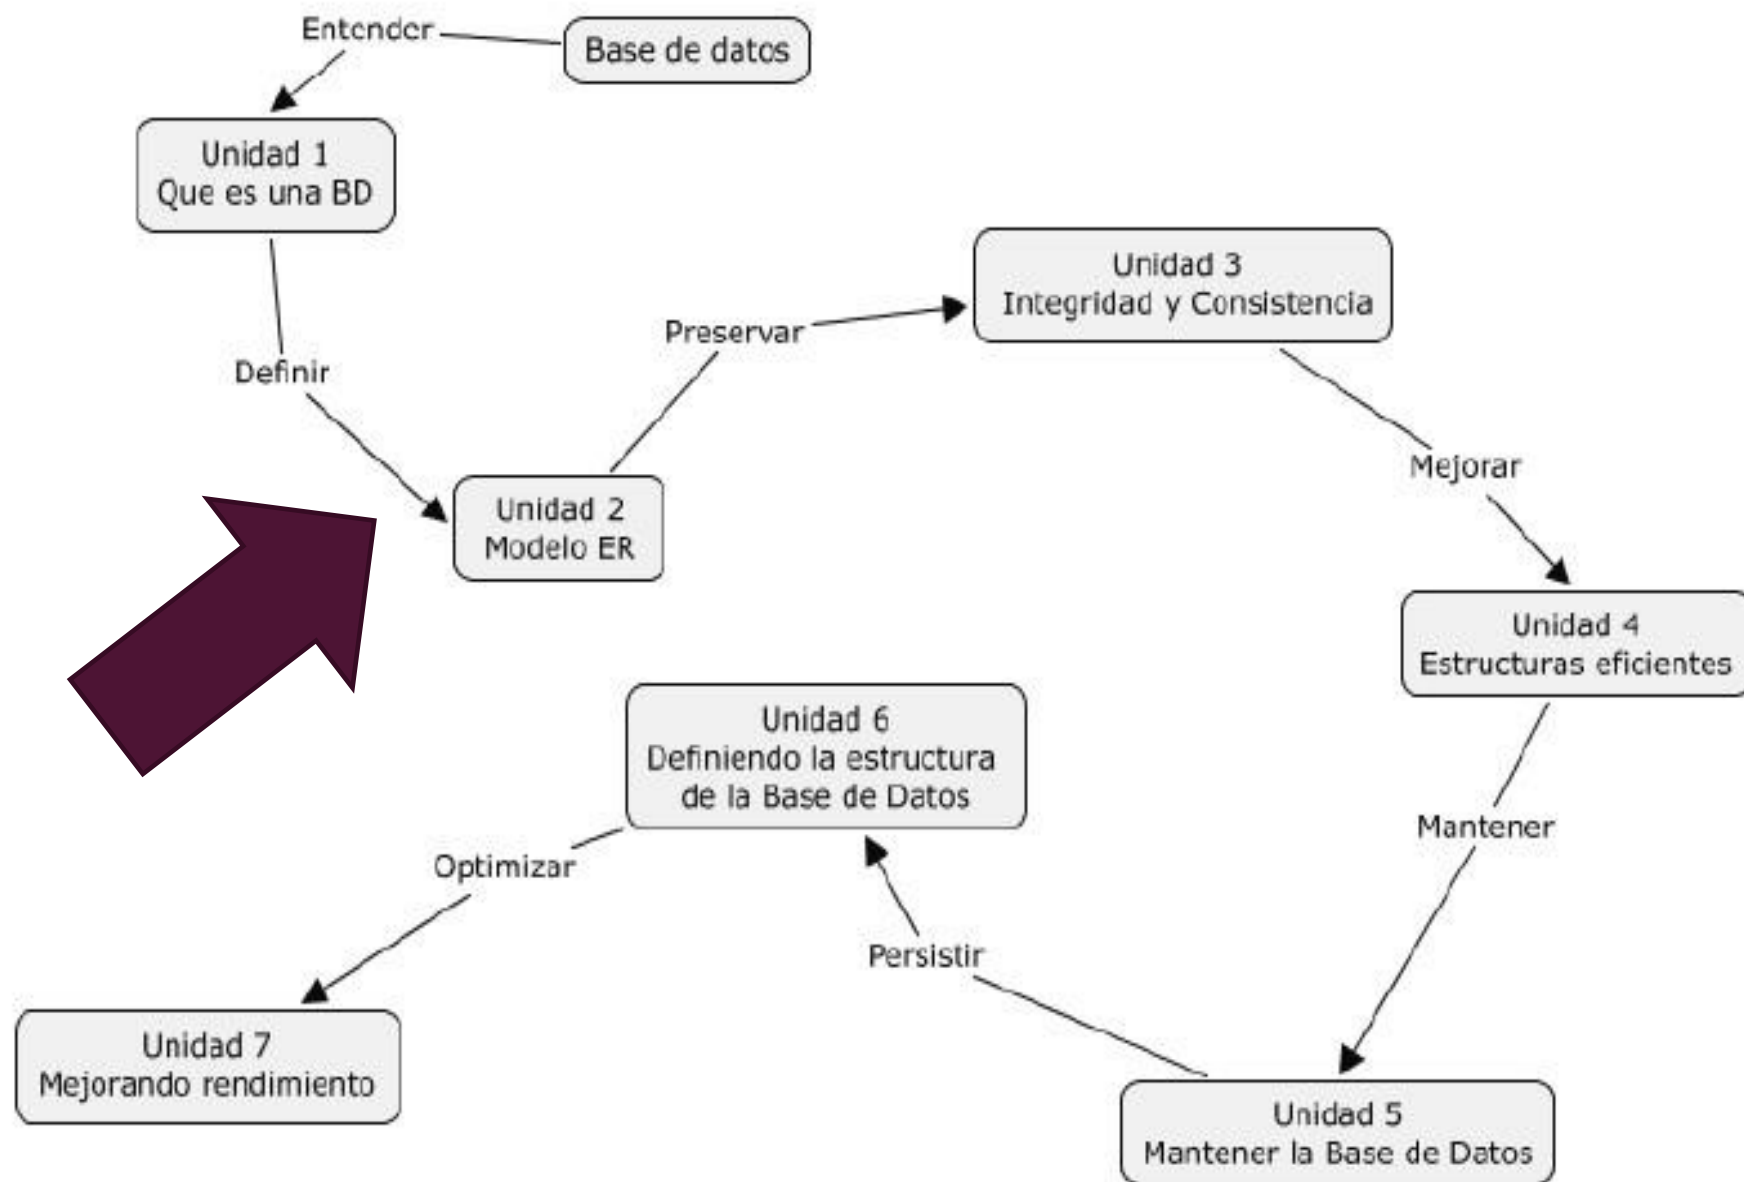 Entender
Base de datos
Unidad 1
Que es una BD
Definir
Unidad 2
Modelo ER
Preservar
Unidad 3
Integridad y Consistencia
Mejorar
Unidad 4
Estructuras eficientes
Mantener
Unidad 5
Mantener la Base de Datos
Persistir
Unidad 6
Definiendo la estructura
de la Base de Datos
Optimizar
Unidad 7
Mejorando rendimiento